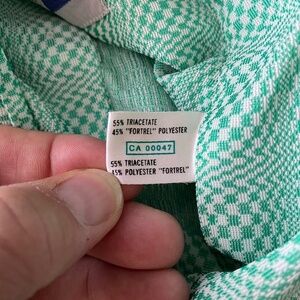 55% TRIACETATE
45% "FORTREL" POLYESTER
CA 00047
55% TRIACETATE
45% POLYESTER "FORTREL"